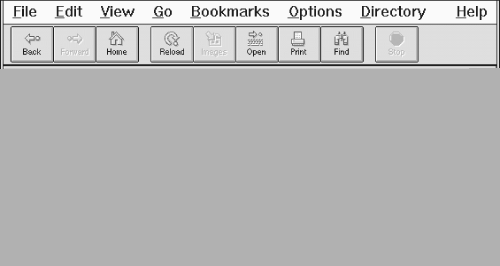 File Edit View Go Bookmarks Options Directory Help
Back Forward Home Reload Images Open Print Find Stop